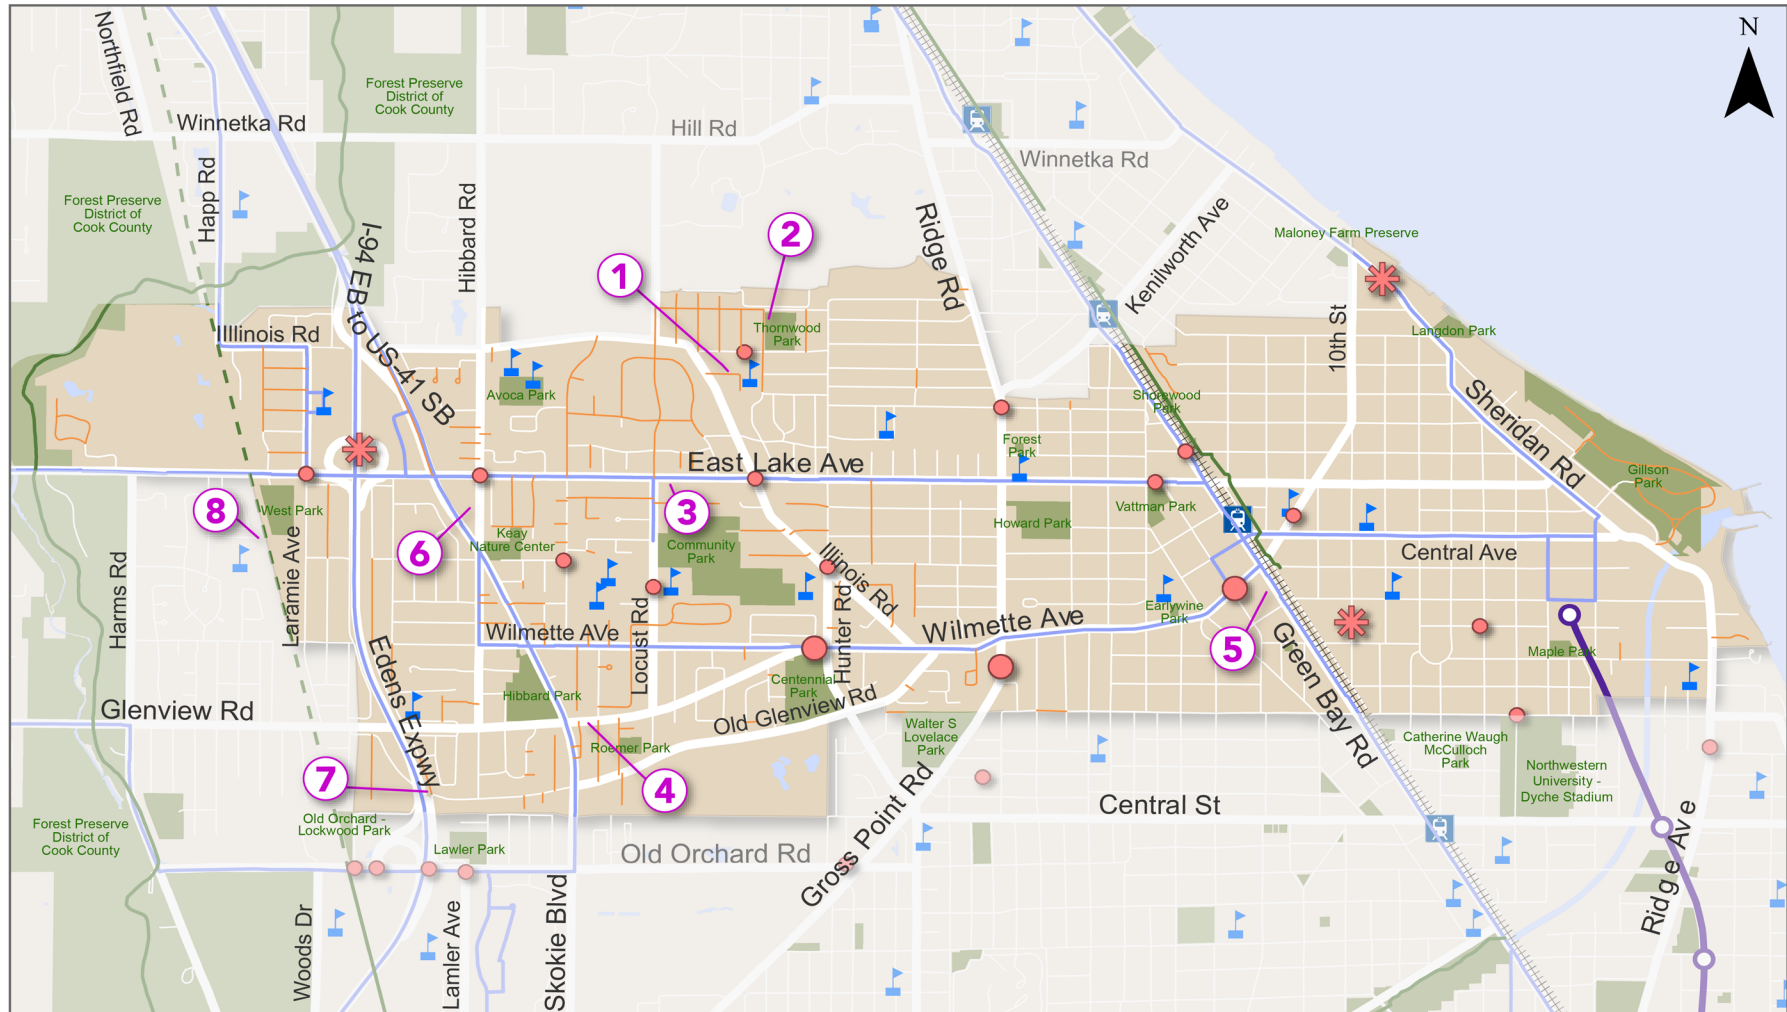 N
Northfield Rd
Forest Preserve
District of
Cook County
Winnetka Rd
Hill Rd
Winnetka Rd
Happ Rd
Forest Preserve
District of
Cook County
Hibbard Rd
I-94 EB to US-41 SB
Ridge Rd
Kenilworth Ave
Maloney Farm Preserve
2
1
Illlinois Rd
Thornwood
Park
10th St
Langdon Park
Avoca Park
Shorewood
Park
Sheridan Rd
Forest
Park
East Lake Ave
Gillson
Park
8
West Park
3
Howard Park
Vattman Park
6
Keay
Nature Center
Community
Park
Central Ave
Harms Rd
Laramie Ave
Illinois Rd
Locust Rd
Hunter Rd
Earlywine
Park
Wilmette AVe
Wilmette Ave
5
Maple Park
Edens Expwy
Green Bay Rd
Hibbard Park
Centennial
Park
Glenview Rd
Old Glenview Rd
Walter S
Lovelace
Park
Roemer Park
Catherine Waugh
McCulloch
Park
Northwestern
University -
Dyche Stadium
7
4
Gross Point Rd
Central St
Old Orchard -
Lockwood Park
Forest Preserve
District of
Cook County
Lawler Park
Old Orchard Rd
Ridge Ave
Woods Dr
Lamler Ave
Skokie Blvd